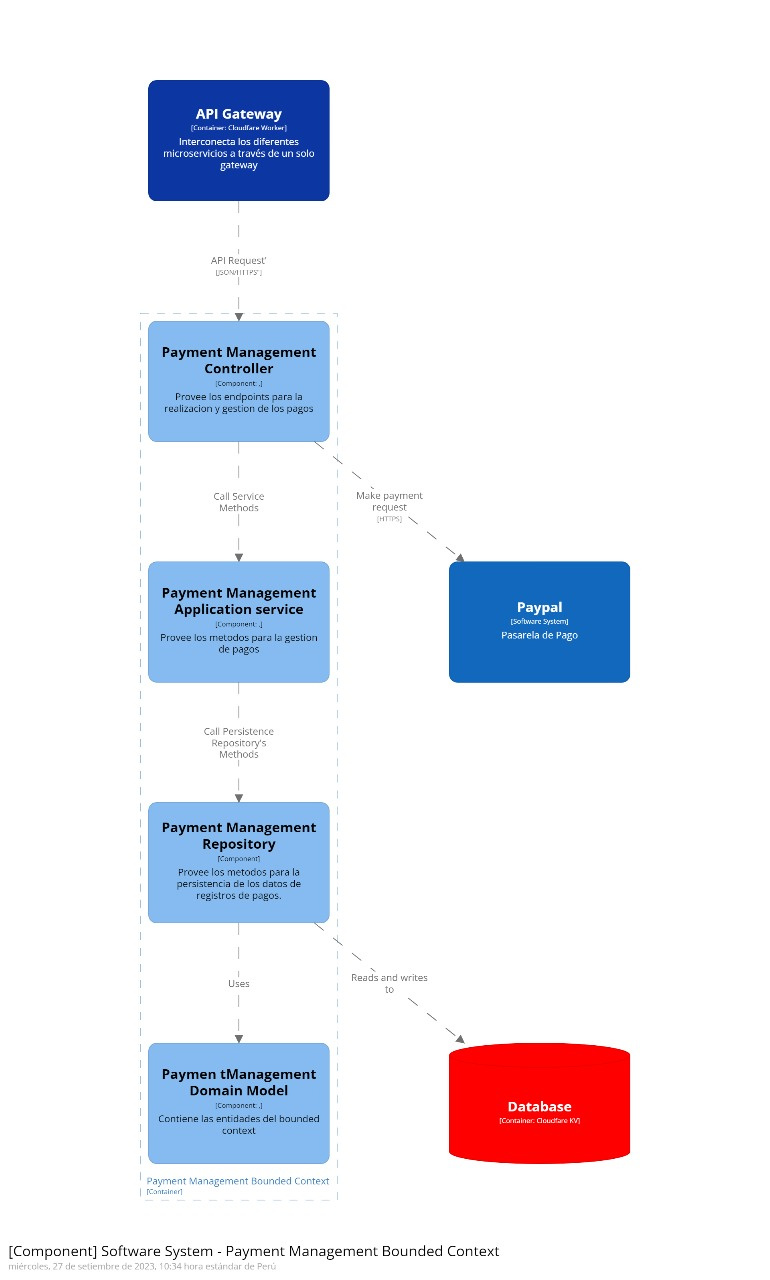 API Gateway
[Container: Cloudfare Worker]
Interconecta los diferentes
microservicios a través de un solo
gateway
API Request'
[JSON/HTTPS"]
Payment Management
Controller
[Component: ,]
Provee los endpoints para la
realizacion y gestion de los pagos
Call Service
Methods
Make payment
request
[HTTPS]
Payment Management
Application service
[Component: ,]
Provee los metodos para la gestion
de pagos
Paypal
[Software System]
Pasarela de Pago
Call Persistence
Repository's
Methods
Payment Management
Repository
[Component]
Provee los metodos para la
persistencia de los datos de
registros de pagos.
Uses
Reads and writes
to
Paymen tManagement
Domain Model
[Component: ,]
Contiene las entidades del bounded
context
Database
[Container: Cloudfare KV]
Payment Management Bounded Context
[Container]
[Component] Software System - Payment Management Bounded Context
miércoles, 27 de setiembre de 2023, 10:34 hora estándar de Perú